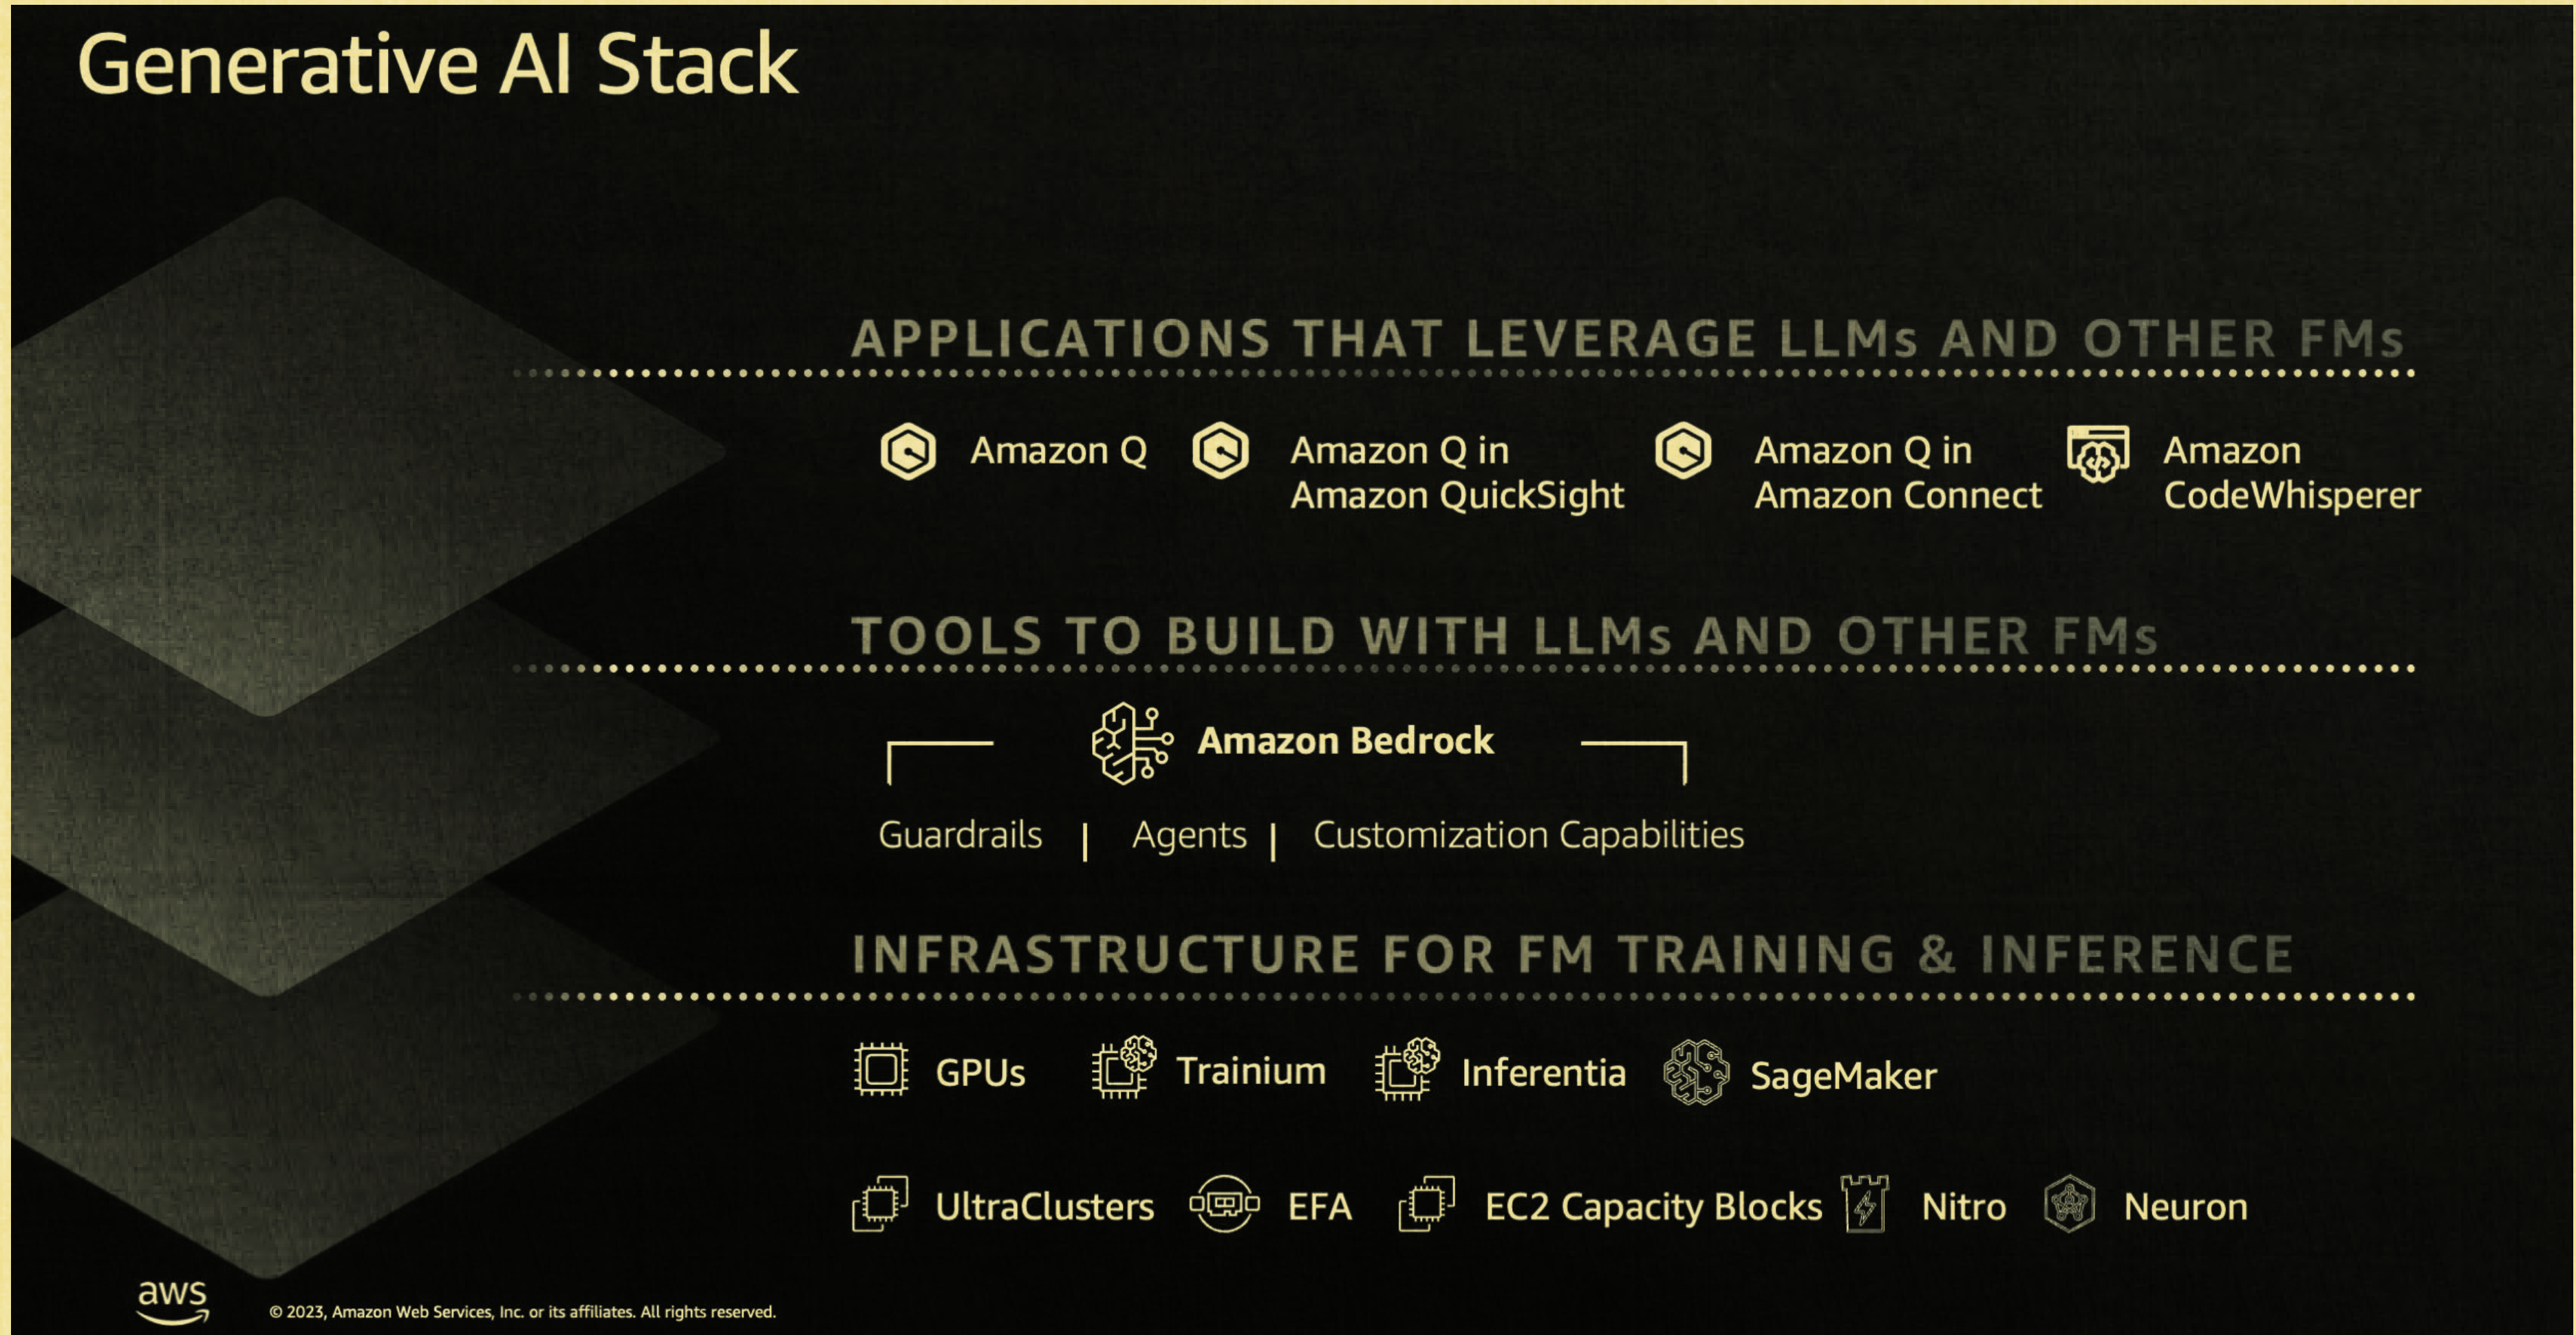 Generative AI Stack
APPLICATIONS THAT LEVERAGE LLMs AND OTHER FMs
Amazon Q
Amazon Q in
Amazon QuickSight
Amazon Q in
Amazon Connect
Amazon
CodeWhisperer
TOOLS TO BUILD WITH LLMs AND OTHER FMs
Amazon Bedrock
Guardrails | Agents | Customization Capabilities
INFRASTRUCTURE FOR FM TRAINING & INFERENCE
GPUs Trainium Inferentia SageMaker
UltraClusters EFA EC2 Capacity Blocks Nitro Neuron
aws
© 2023, Amazon Web Services, Inc. or its affiliates. All rights reserved.